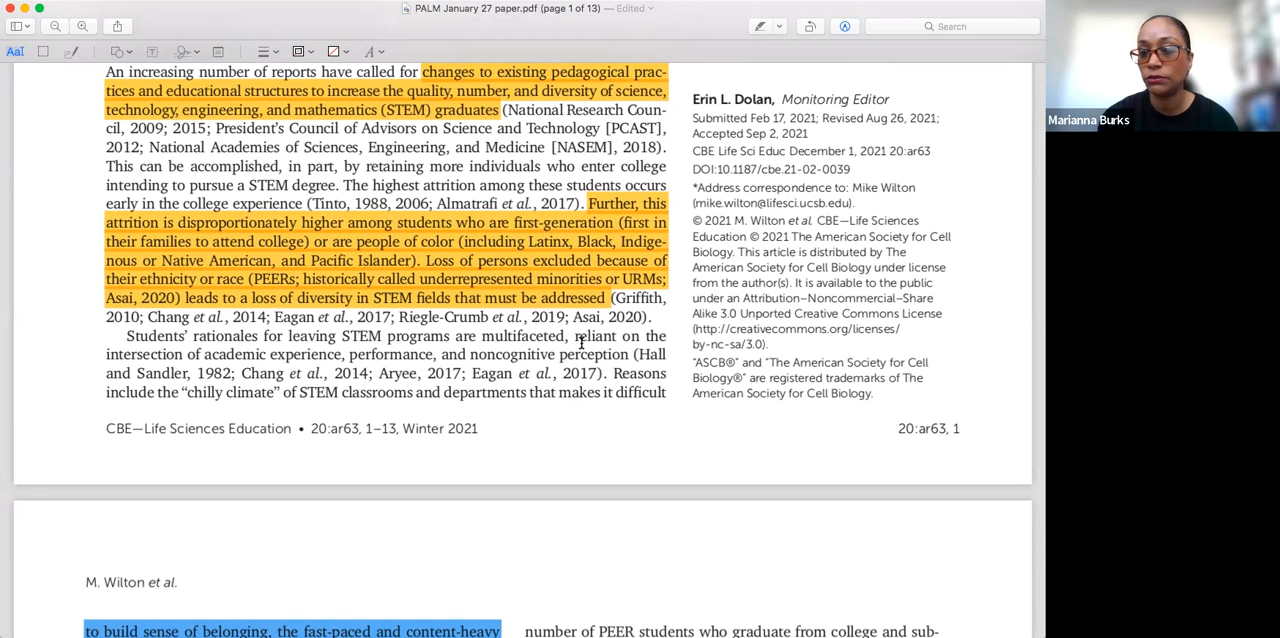 PALM January 27 paper.pdf (page 1 of 13) — Edited
Search
AaI
A
An increasing number of reports have called for changes to existing pedagogical prac-
tices and educational structures to increase the quality, number, and diversity of science,
technology, engineering, and mathematics (STEM) graduates (National Research Coun-
cil, 2009; 2015; President’s Council of Advisors on Science and Technology [PCAST],
2012; National Academies of Sciences, Engineering, and Medicine [NASEM], 2018).
This can be accomplished, in part, by retaining more individuals who enter college
intending to pursue a STEM degree. The highest attrition among these students occurs
early in the college experience (Tinto, 1988, 2006; Almatrafi et al., 2017). Further, this
attrition is disproportionately higher among students who are first-generation (first in
their families to attend college) or are people of color (including Latinx, Black, Indige-
nous or Native American, and Pacific Islander). Loss of persons excluded because of
their ethnicity or race (PEERs; historically called underrepresented minorities or URMs;
Asai, 2020) leads to a loss of diversity in STEM fields that must be addressed (Griffith,
2010; Chang et al., 2014; Eagan et al., 2017; Riegle-Crumb et al., 2019; Asai, 2020).
Students’ rationales for leaving STEM programs are multifaceted, reliant on the
intersection of academic experience, performance, and noncognitive perception (Hall
and Sandler, 1982; Chang et al., 2014; Aryee, 2017; Eagan et al., 2017). Reasons
include the “chilly climate” of STEM classrooms and departments that makes it difficult
Erin L. Dolan, Monitoring Editor
Submitted Feb 17, 2021; Revised Aug 26, 2021;
Accepted Sep 2, 2021
CBE Life Sci Educ December 1, 2021 20:ar63
DOI:10.1187/cbe.21-02-0039
*Address correspondence to: Mike Wilton
(mike.wilton@lifesci.ucsb.edu).
© 2021 M. Wilton et al. CBE—Life Sciences
Education © 2021 The American Society for Cell
Biology. This article is distributed by The
American Society for Cell Biology under license
from the author(s). It is available to the public
under an Attribution–Noncommercial–Share
Alike 3.0 Unported Creative Commons License
(http://creativecommons.org/licenses/
by-nc-sa/3.0).
“ASCB®” and “The American Society for Cell
Biology®” are registered trademarks of The
American Society for Cell Biology.
CBE—Life Sciences Education • 20:ar63, 1–13, Winter 2021
20:ar63, 1
M. Wilton et al.
to build sense of belonging, the fast-paced and content-heavy
number of PEER students who graduate from college and sub-
Marianna Burks